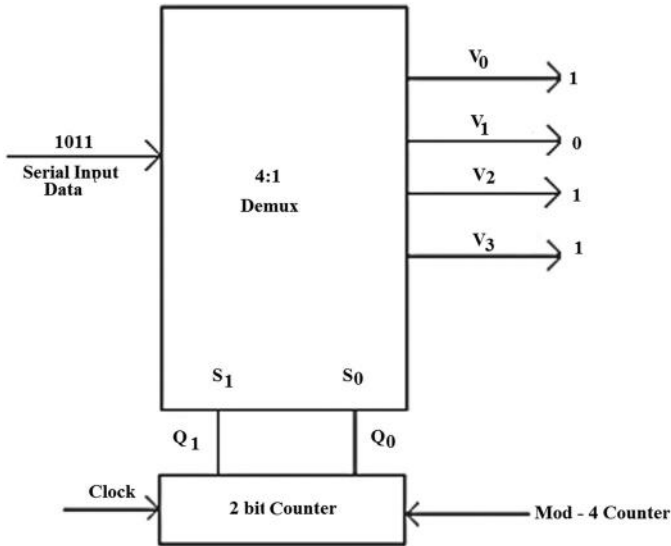 V0
1
1011
Serial Input
Data
V1
0
4:1
Demux
V2
1
V3
1
S1
S0
Q1
Q0
Clock
2 bit Counter
Mod - 4 Counter